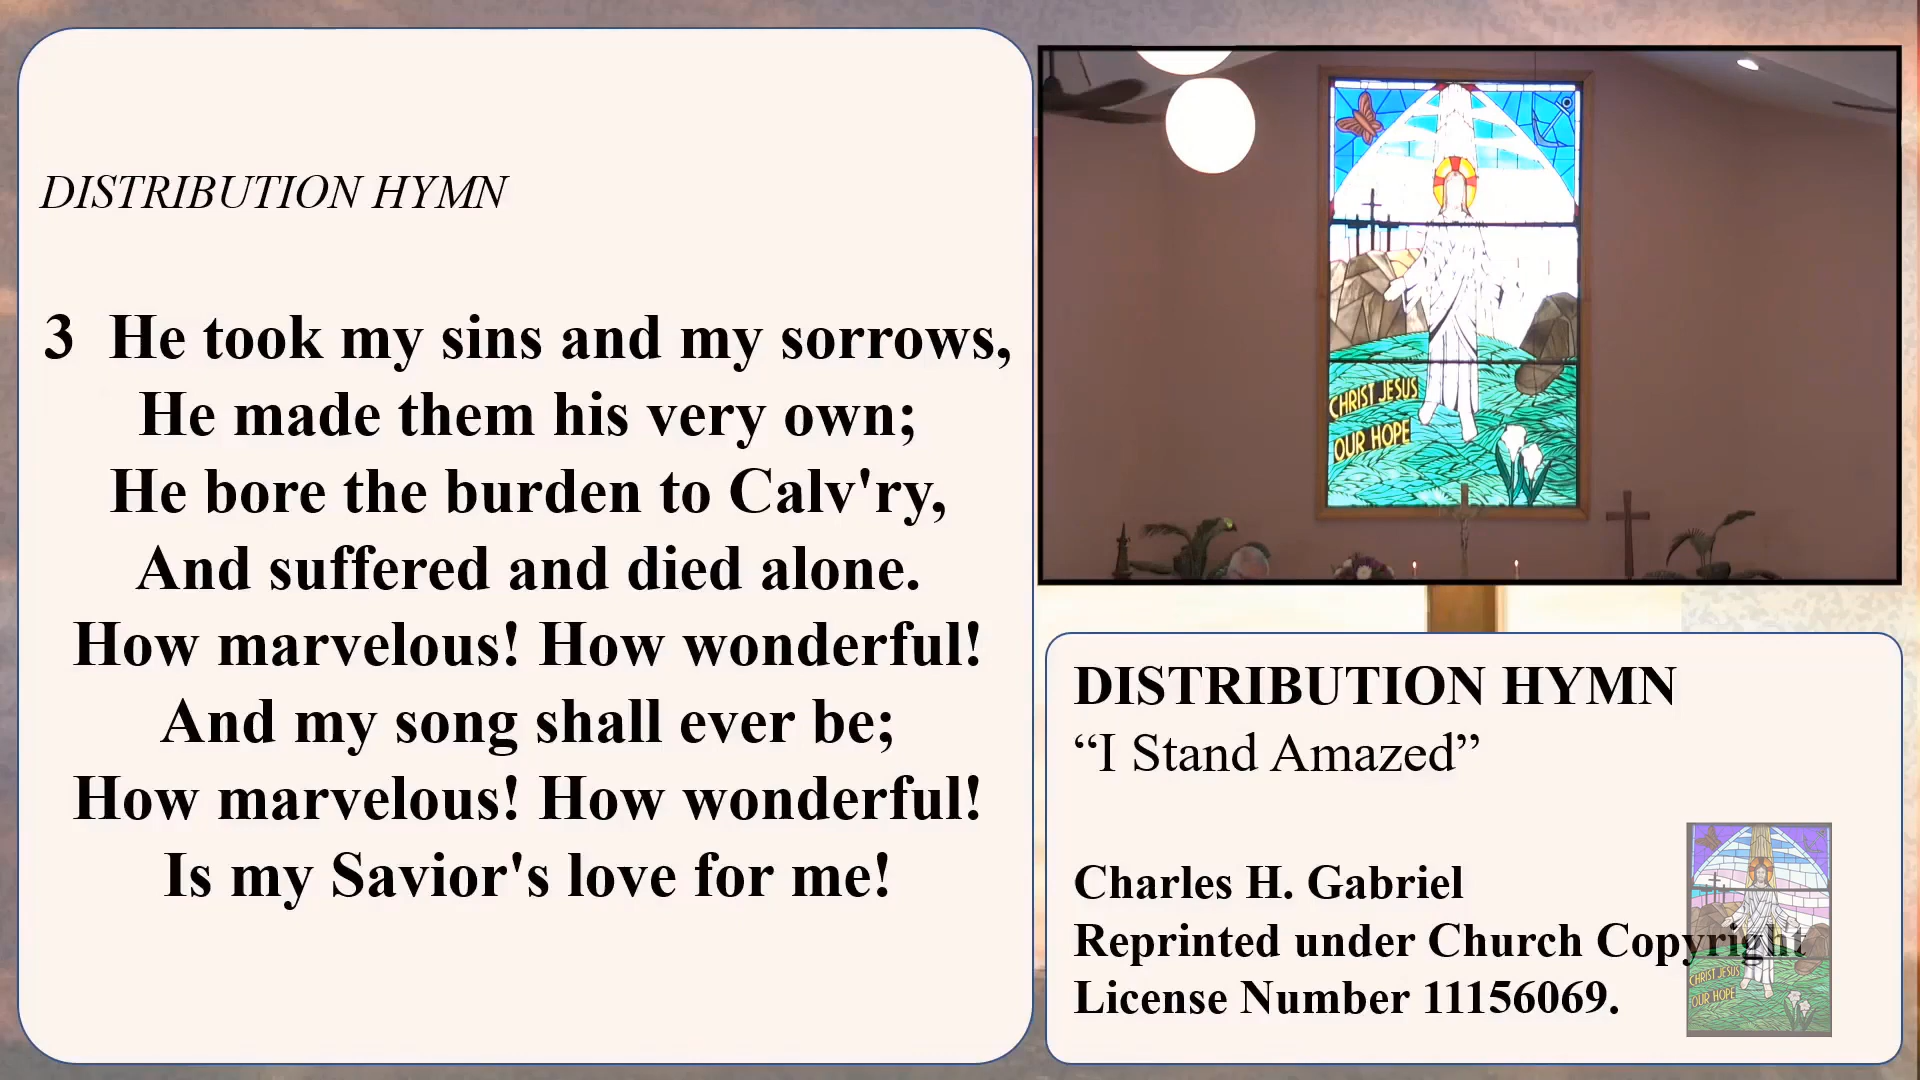 DISTRIBUTION HYMN
3 He took my sins and my sorrows,
He made them his very own;
He bore the burden to Calv'ry,
And suffered and died alone.
How marvelous! How wonderful!
And my song shall ever be;
How marvelous! How wonderful!
Is my Savior's love for me!
CHRIST JESUS
OUR HOPE
DISTRIBUTION HYMN
“I Stand Amazed”
Charles H. Gabriel
Reprinted under Church Copyright
License Number 11156069.
CHRIST JESUS
OUR HOPE